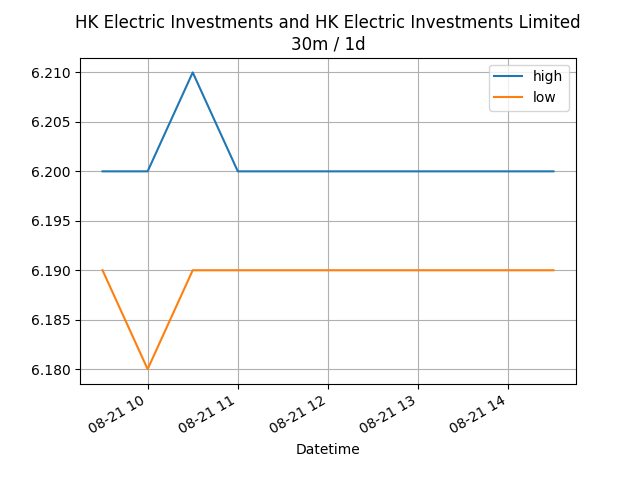 HK Electric Investments and HK Electric Investments Limited
30m / 1d
high
low
6.210
6.205
6.200
6.195
6.190
6.185
6.180
08-21 10
08-21 11
08-21 12
08-21 13
08-21 14
Datetime